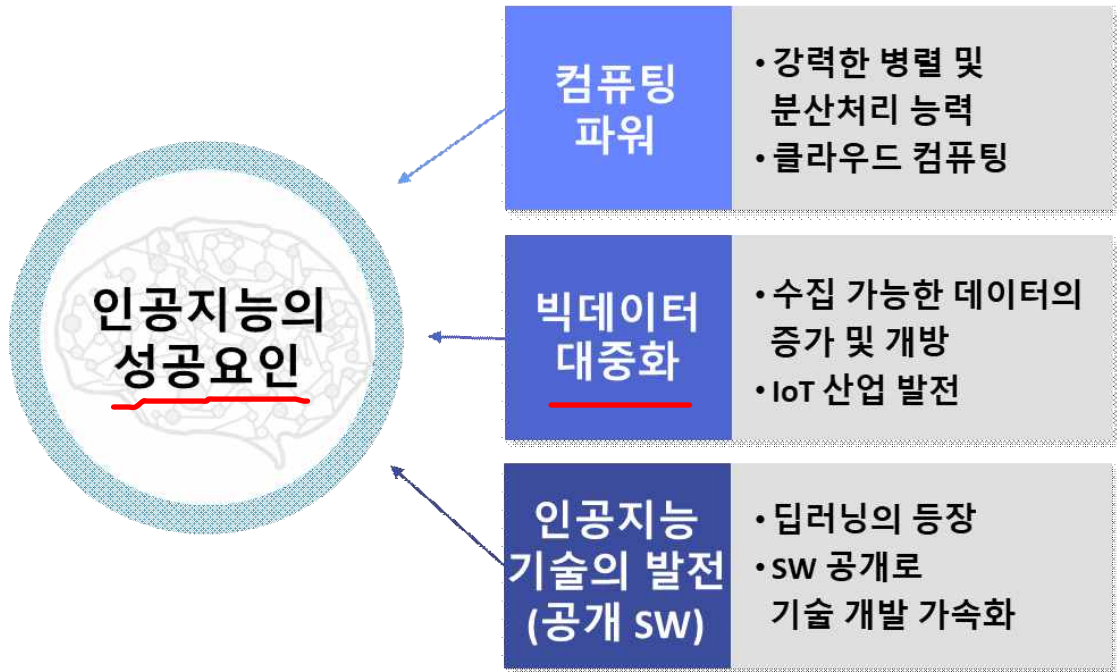 인공지능의
성공요인
컴퓨팅
파워
• 강력한 병렬 및
분산처리 능력
• 클라우드 컴퓨팅
빅데이터
대중화
• 수집 가능한 데이터의
증가 및 개방
• IoT 산업 발전
인공지능
기술의 발전
(공개 SW)
• 딥러닝의 등장
• SW 공개로
기술 개발 가속화